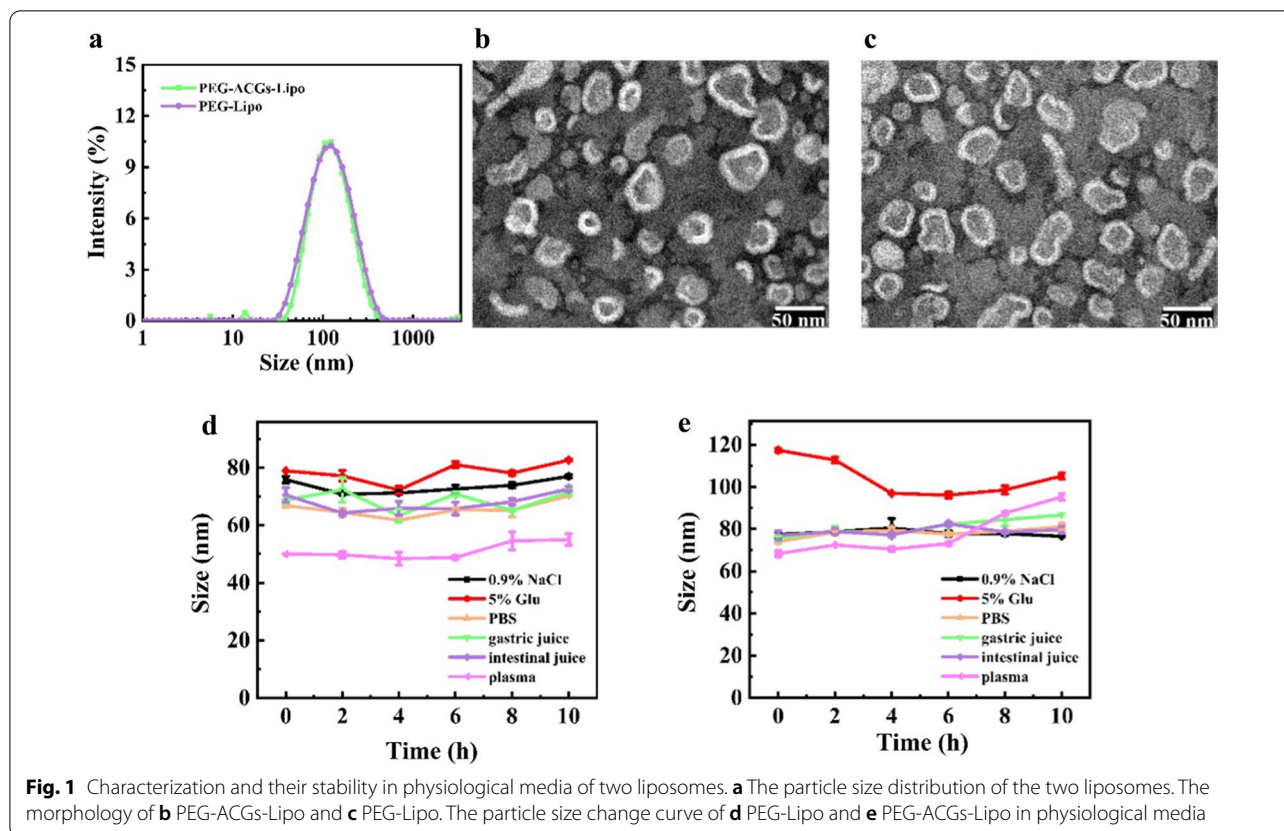 a
15
12
9
6
3
0
Intensity (%)
PEG-ACGs-Lipo
PEG-Lipo
1 10 100 1000
Size (nm)
b
50 nm
c
50 nm
d
80
60
40
20
0
Size (nm)
0.9% NaCl
5% Glu
PBS
gastric juice
intestinal juice
plasma
0 2 4 6 8 10
Time (h)
e
120
100
80
60
40
20
0
Size (nm)
0.9% NaCl
5% Glu
PBS
gastric juice
intestinal juice
plasma
0 2 4 6 8 10
Time (h)
Fig. 1 Characterization and their stability in physiological media of two liposomes. a The particle size distribution of the two liposomes. The
morphology of b PEG-ACGs-Lipo and c PEG-Lipo. The particle size change curve of d PEG-Lipo and e PEG-ACGs-Lipo in physiological media